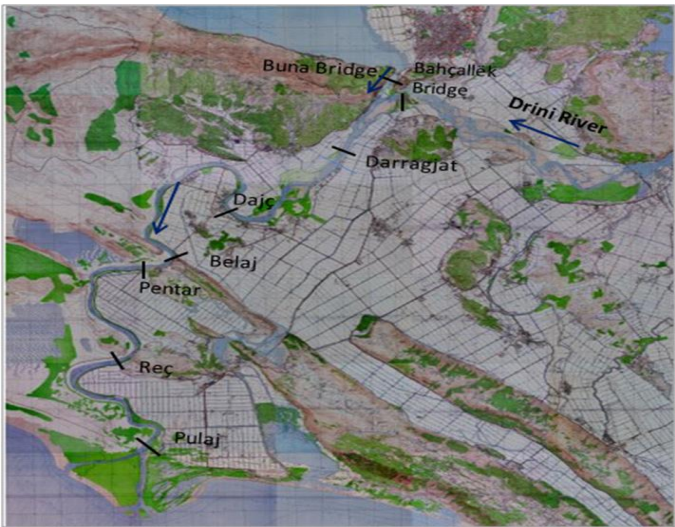 Buna Bridge
Bahçallek
Bridge
Drini River
Darragjat
Dajç
Belaj
Pentar
Reç
Pulaj